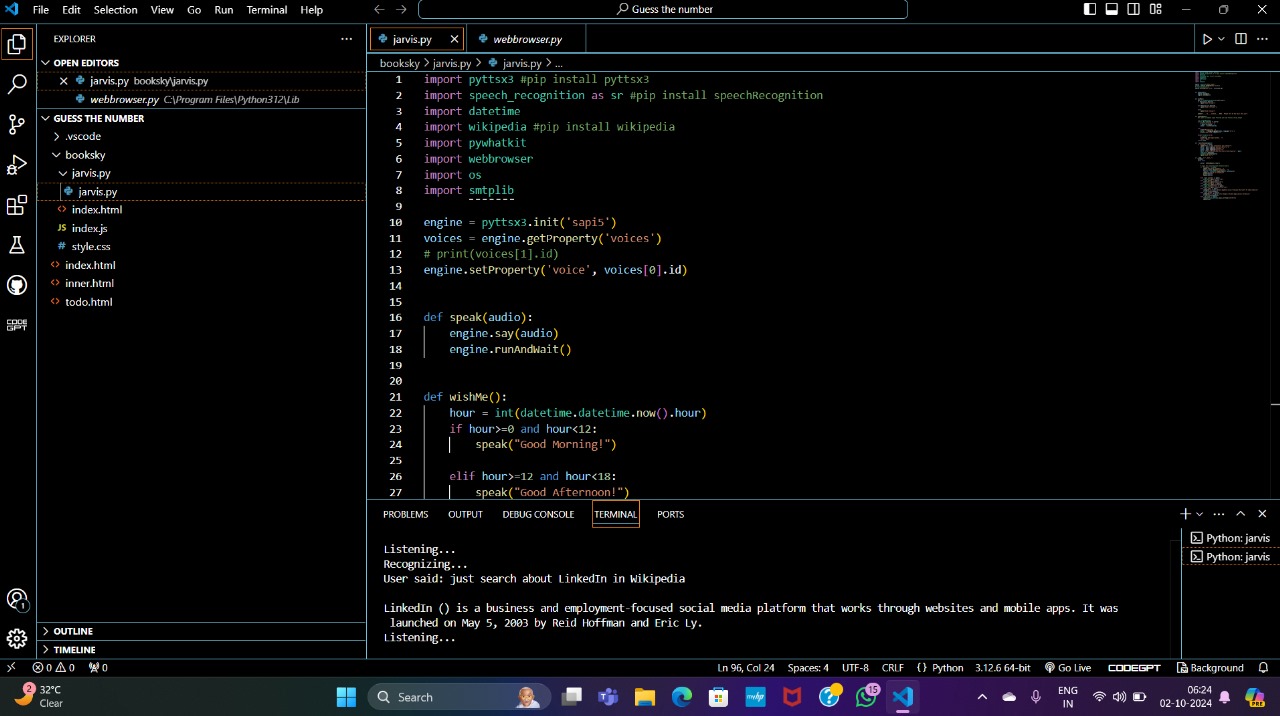 File Edit Selection View Go Run Terminal Help
Guess the number
EXPLORER
OPEN EDITORS
jarvis.py booksky\jarvis.py
webbrowser.py C:\Program Files\Python312\Lib
GUESS THE NUMBER
.vscode
booksky
jarvis.py
jarvis.py
index.html
JS index.js
# style.css
index.html
inner.html
todo.html
OUTLINE
TIMELINE
CODE GPT
jarvis.py
webbrowser.py
booksky > jarvis.py > jarvis.py > ...
1 import pyttsx3 #pip install pyttsx3
2 import speech_recognition as sr #pip install speechRecognition
3 import datetime
4 import wikipedia #pip install wikipedia
5 import pywhatkit
6 import webbrowser
7 import os
8 import smtplib
9
10 engine = pyttsx3.init('sapi5')
11 voices = engine.getProperty('voices')
12 # print(voices[1].id)
13 engine.setProperty('voice', voices[0].id)
14
15
16 def speak(audio):
17 engine.say(audio)
18 engine.runAndWait()
19
20
21 def wishMe():
22 hour = int(datetime.datetime.now().hour)
23 if hour>=0 and hour<12:
24 speak("Good Morning!")
25
26 elif hour>=12 and hour<18:
27 speak("Good Afternoon!")
PROBLEMS OUTPUT DEBUG CONSOLE TERMINAL PORTS
Listening...
Recognizing...
User said: just search about LinkedIn in Wikipedia
LinkedIn () is a business and employment-focused social media platform that works through websites and mobile apps. It was
launched on May 5, 2003 by Reid Hoffman and Eric Ly.
Listening...
Python: jarvis
Python: jarvis
0 0 0 Ln 96, Col 24 Spaces: 4 UTF-8 CRLF {} Python 3.12.6 64-bit Go Live CODEGPT Background
2 32°C
Clear
Search
myhp
15
ENG
IN
06:24
02-10-2024
PRE